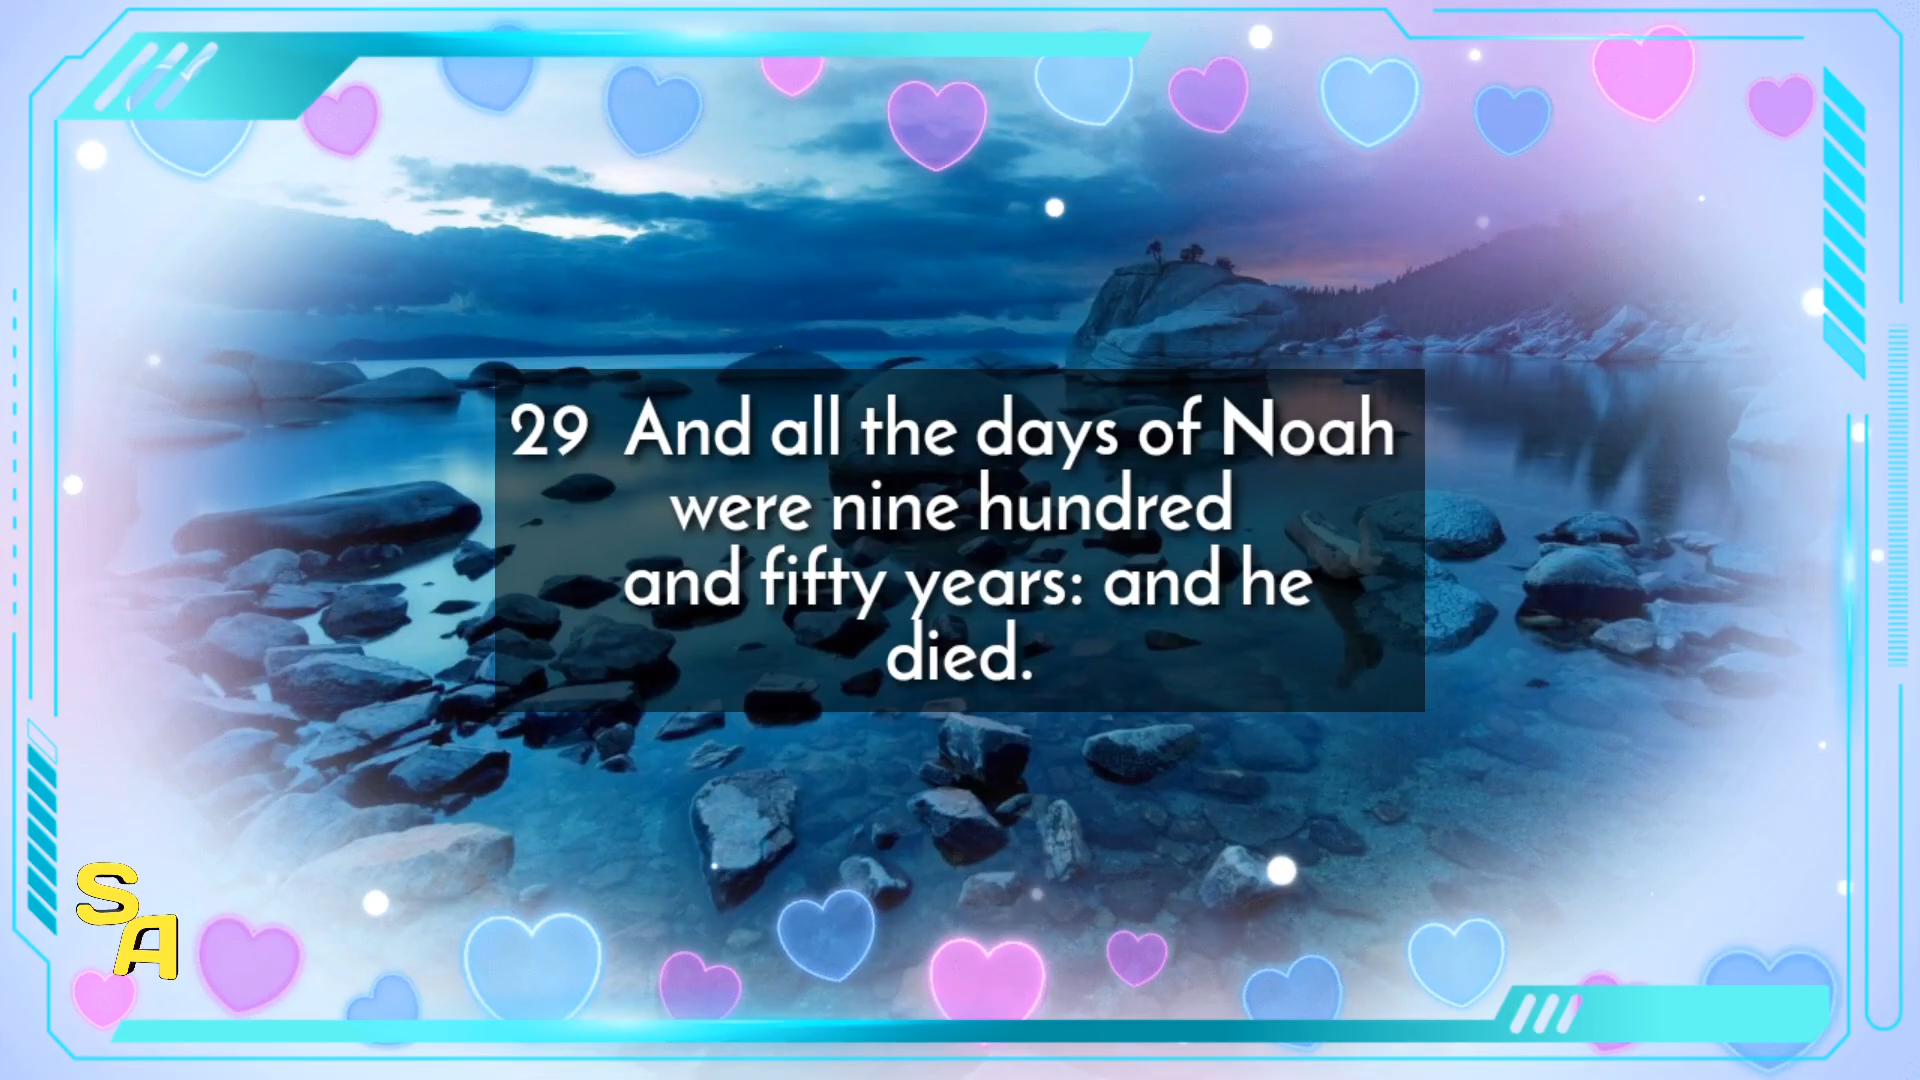 29 And all the days of Noah
were nine hundred
and fifty years: and he
died.
SA